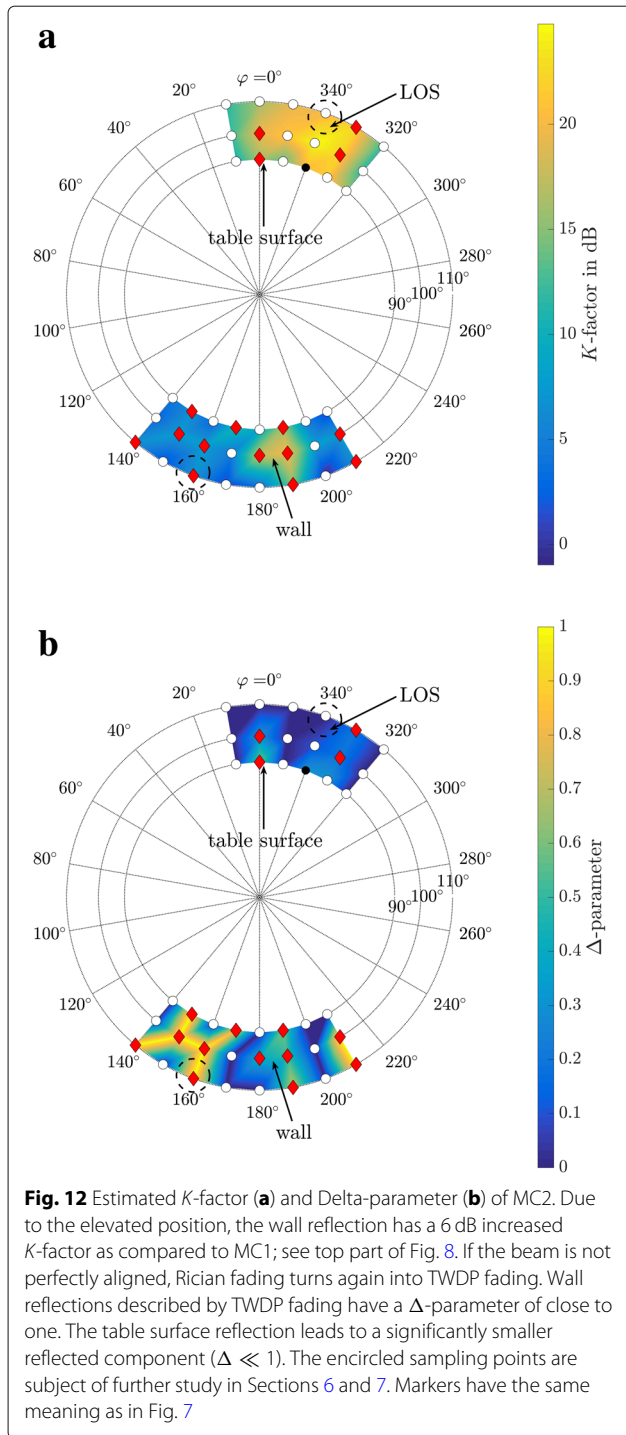 a
φ =0°
20°
340°
LOS
40°
320°
60°
300°
table surface
80°
280°
90° 100° 110°
100°
260°
120°
240°
140°
220°
160°
200°
180°
wall
20
15
10
5
0
K-factor in dB
b
φ =0°
20°
340°
LOS
40°
320°
60°
300°
table surface
80°
280°
90° 100° 110°
100°
260°
120°
240°
140°
220°
160°
200°
180°
wall
1
0.9
0.8
0.7
0.6
0.5
0.4
0.3
0.2
0.1
0
Δ-parameter
Fig. 12 Estimated K-factor (a) and Delta-parameter (b) of MC2. Due
to the elevated position, the wall reflection has a 6 dB increased
K-factor as compared to MC1; see top part of Fig. 8. If the beam is not
perfectly aligned, Rician fading turns again into TWDP fading. Wall
reflections described by TWDP fading have a Δ-parameter of close to
one. The table surface reflection leads to a significantly smaller
reflected component (Δ ≪ 1). The encircled sampling points are
subject of further study in Sections 6 and 7. Markers have the same
meaning as in Fig. 7